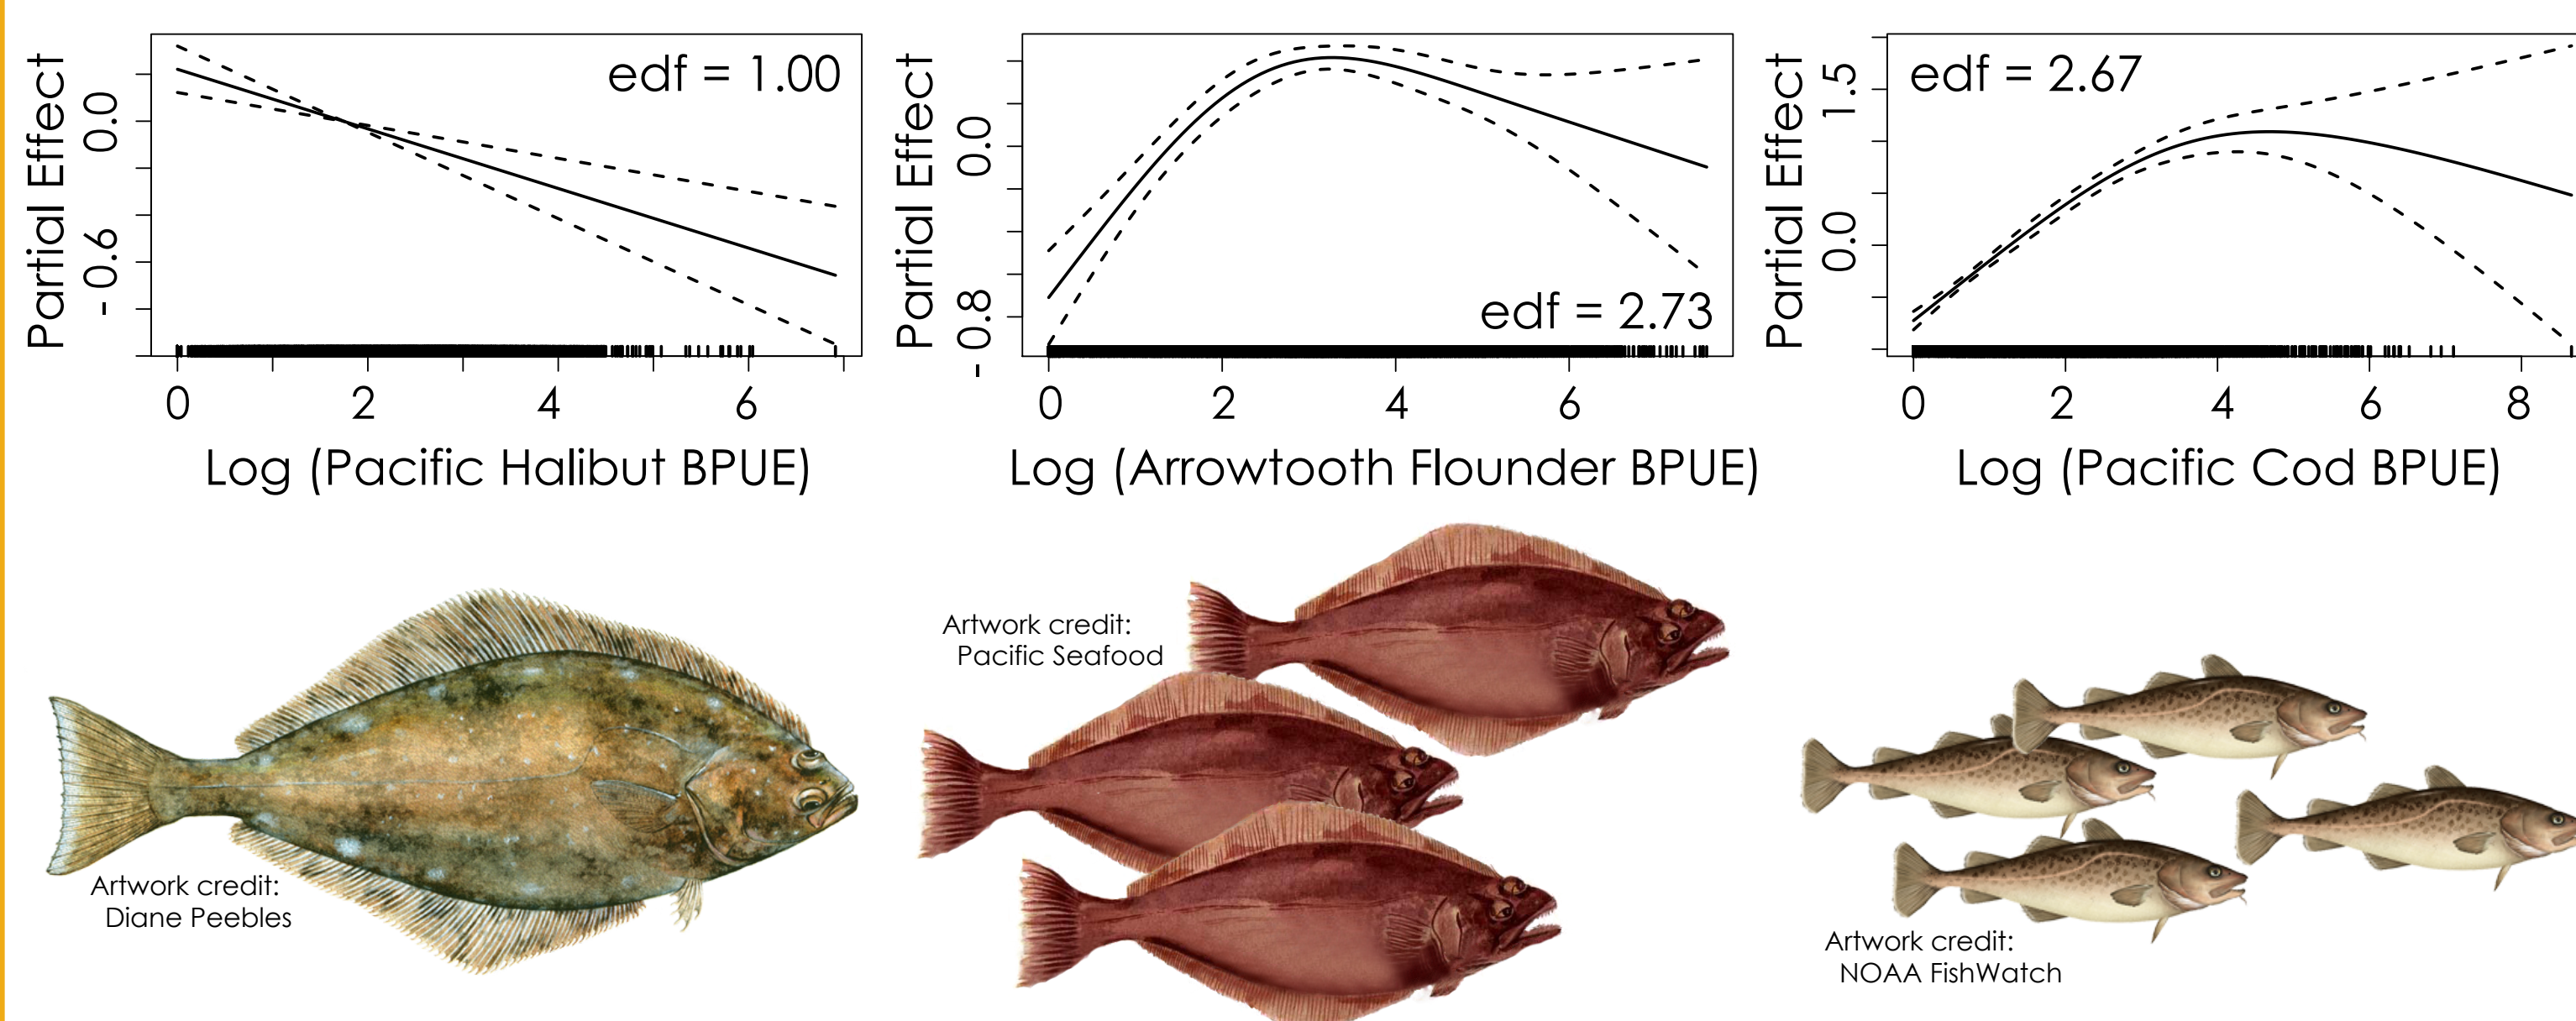 Partial Effect
0.0
- 0.6
edf = 1.00
0 2 4 6
Log (Pacific Halibut BPUE)
Partial Effect
0.0
- 0.8
edf = 2.73
0 2 4 6
Log (Arrowtooth Flounder BPUE)
Partial Effect
1.5
0.0
edf = 2.67
0 2 4 6 8
Log (Pacific Cod BPUE)
Artwork credit:
Diane Peebles
Artwork credit:
Pacific Seafood
Artwork credit:
NOAA FishWatch